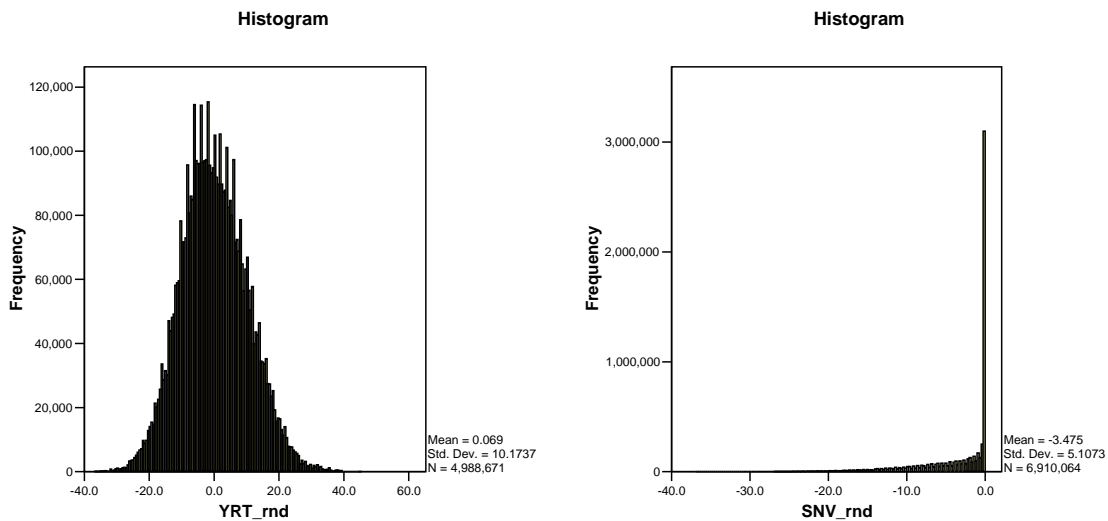 Histogram
120,000
100,000
80,000
60,000
40,000
20,000
0
Frequency
-40.0 -20.0 0.0 20.0 40.0 60.0
YRT_rnd
Mean = 0.069
Std. Dev. = 10.1737
N = 4,988,671
Histogram
3,000,000
2,000,000
1,000,000
0
Frequency
-40.0 -30.0 -20.0 -10.0 0.0
SNV_rnd
Mean = -3.475
Std. Dev. = 5.1073
N = 6,910,064